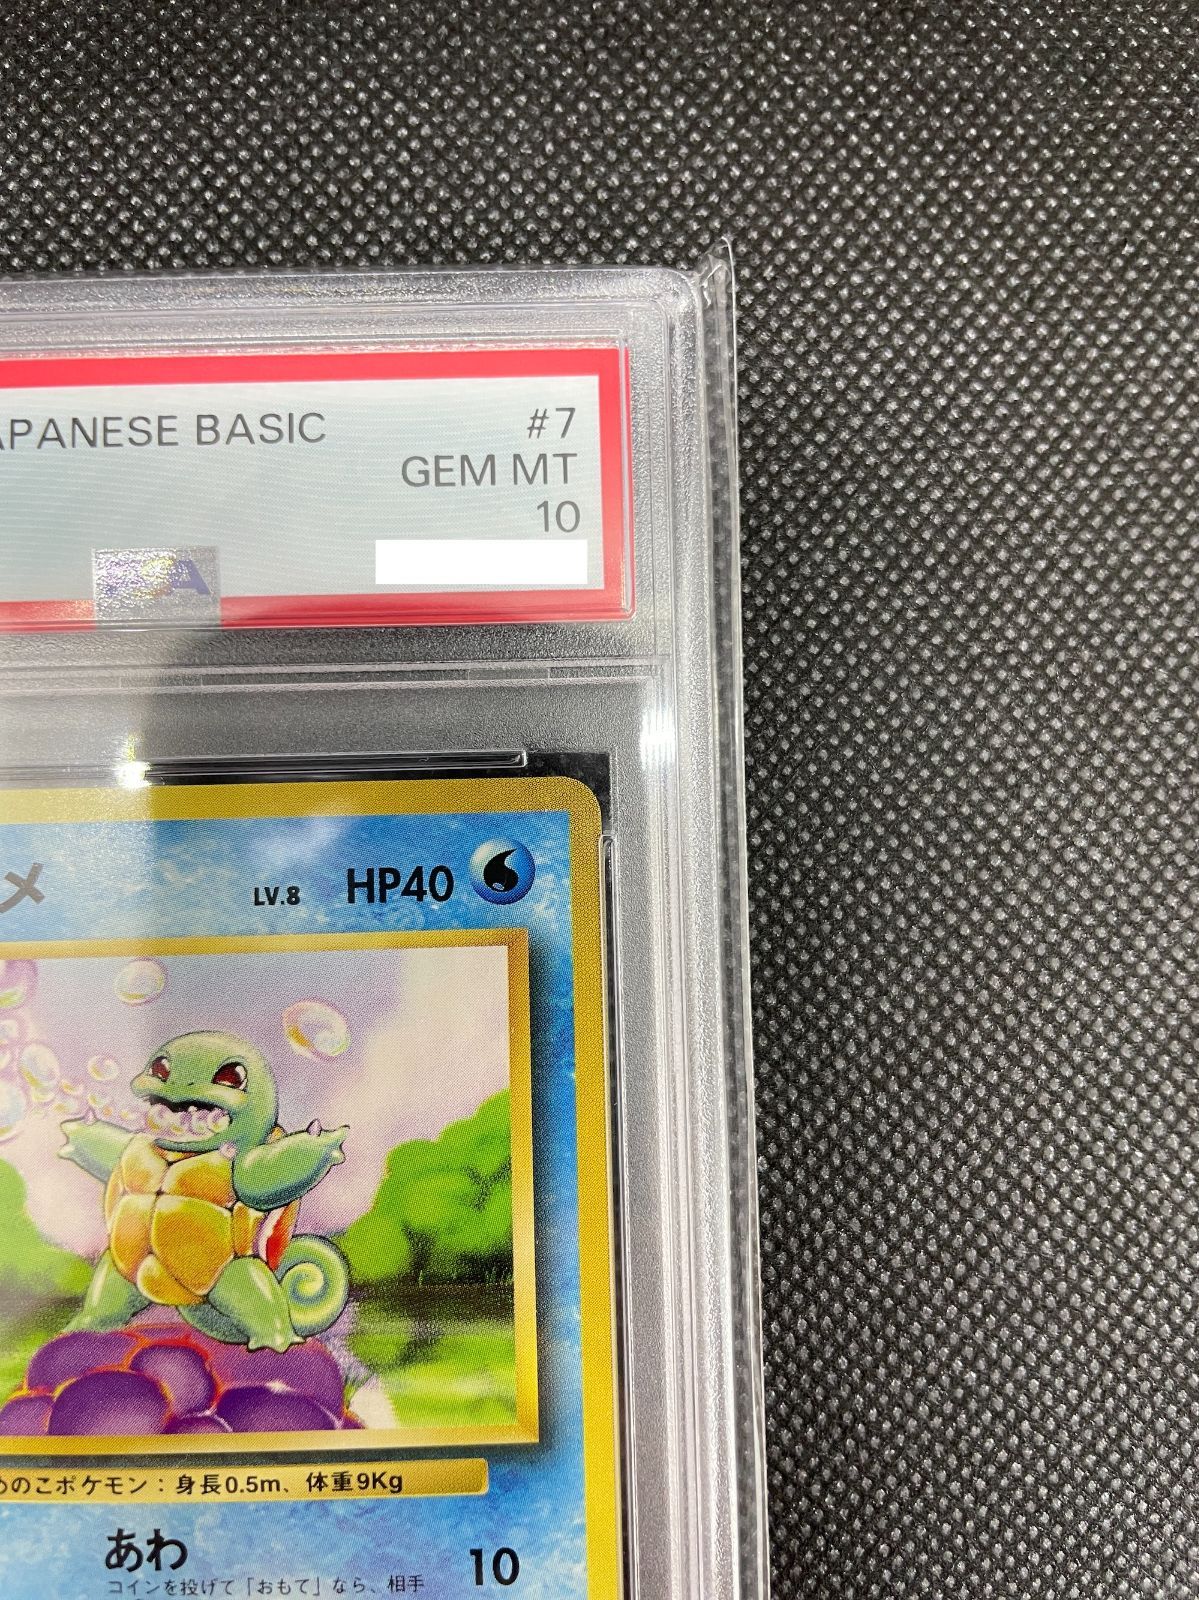 APANESE BASIC #7
GEM MT
10
メ LV.8 HP40
のこポケモン：身長0.5m、体重9Kg
あわ 10
コインを投げて「おもて」なら、相手